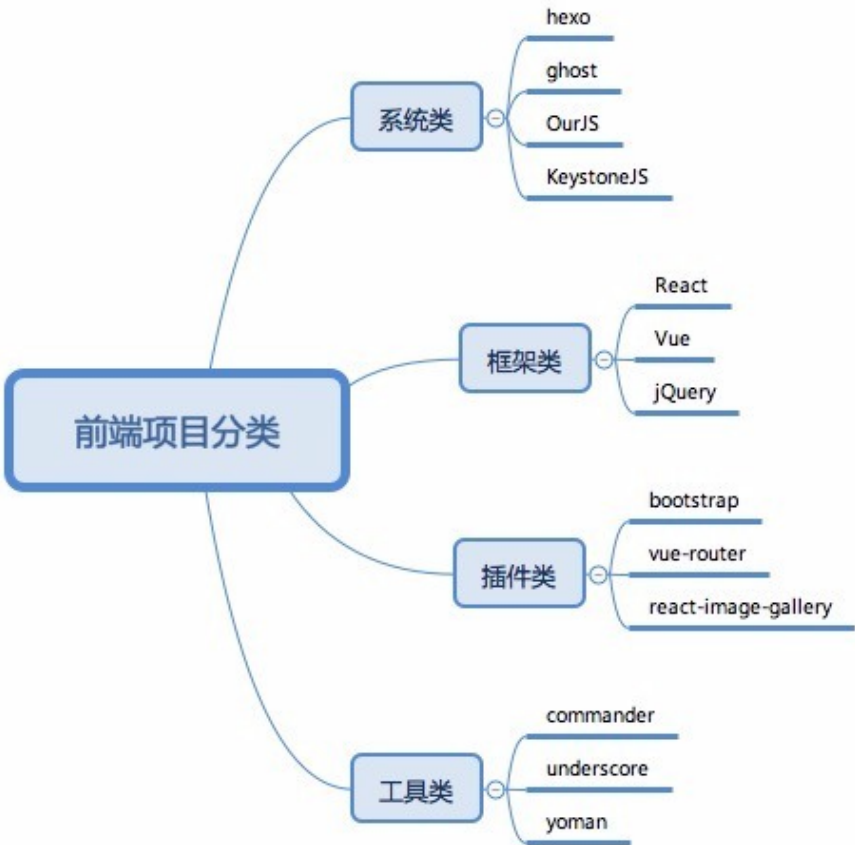 前端项目分类
系统类
hexo
ghost
OurJS
KeystoneJS
框架类
React
Vue
jQuery
插件类
bootstrap
vue-router
react-image-gallery
工具类
commander
underscore
yoman